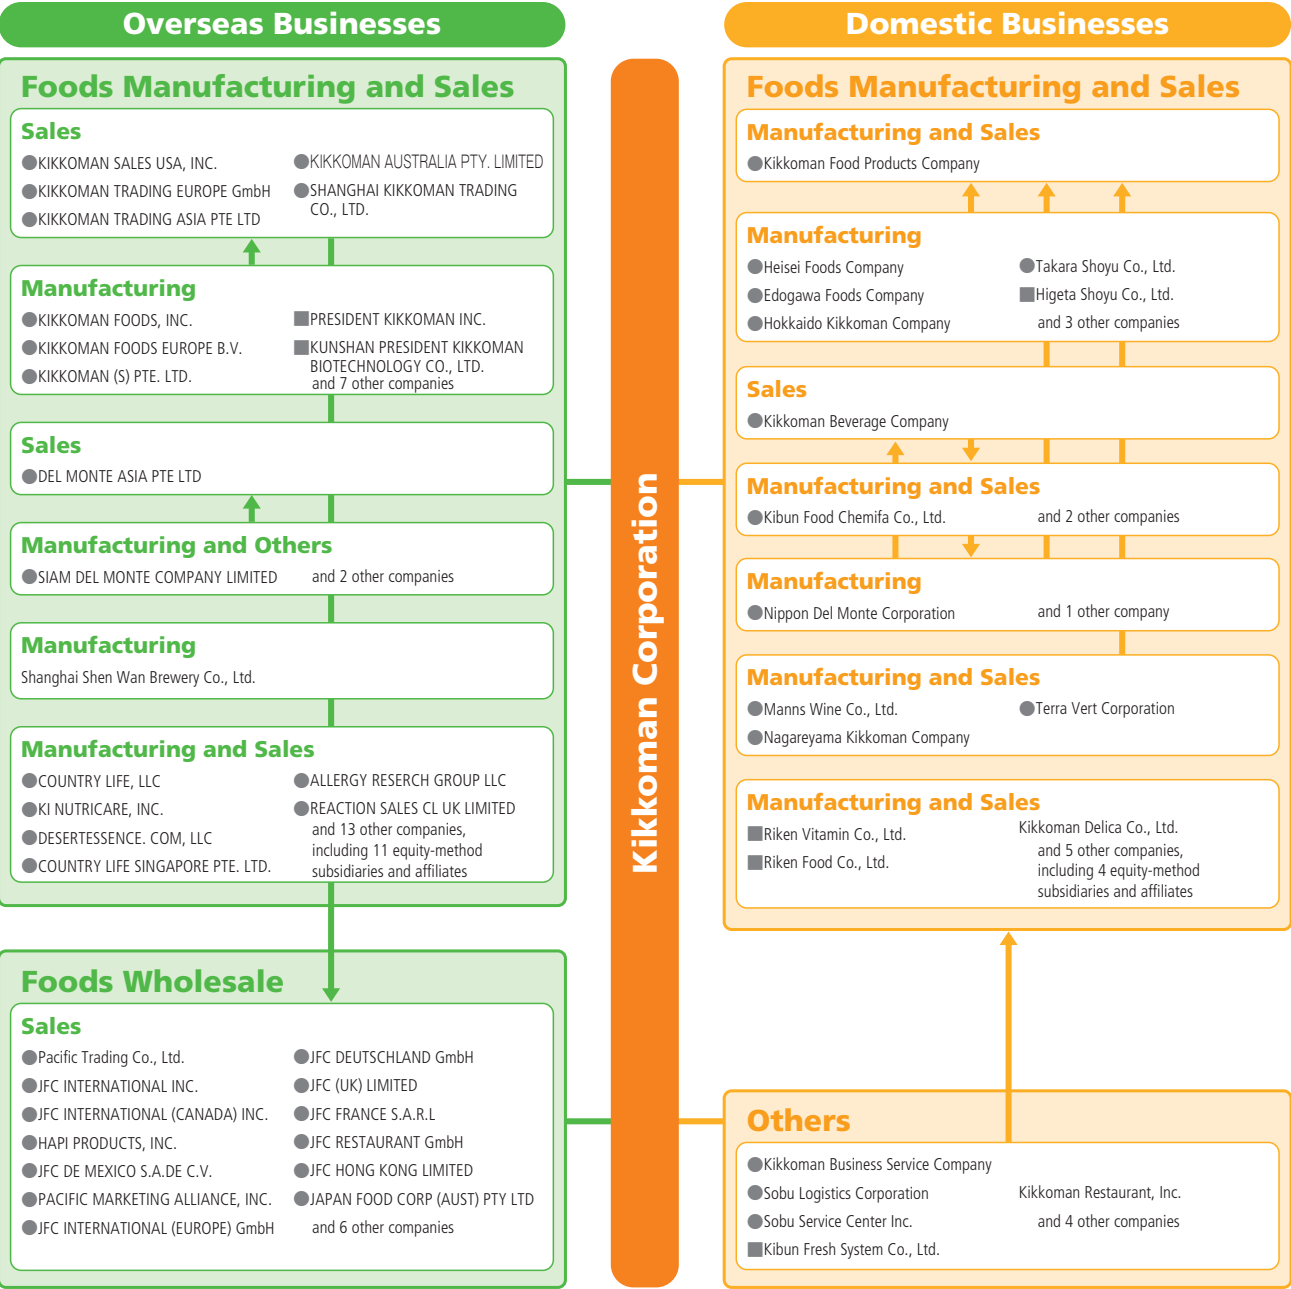 Overseas Businesses
Foods Manufacturing and Sales
Sales
KIKKOMAN SALES USA, INC.
KIKKOMAN TRADING EUROPE GmbH
KIKKOMAN TRADING ASIA PTE LTD
KIKKOMAN AUSTRALIA PTY. LIMITED
SHANGHAI KIKKOMAN TRADING
CO., LTD.
Manufacturing
KIKKOMAN FOODS, INC.
KIKKOMAN FOODS EUROPE B.V.
KIKKOMAN (S) PTE. LTD.
PRESIDENT KIKKOMAN INC.
KUNSHAN PRESIDENT KIKKOMAN
BIOTECHNOLOGY CO., LTD.
and 7 other companies
Sales
DEL MONTE ASIA PTE LTD
Manufacturing and Others
SIAM DEL MONTE COMPANY LIMITED
and 2 other companies
Manufacturing
Shanghai Shen Wan Brewery Co., Ltd.
Manufacturing and Sales
COUNTRY LIFE, LLC
KI NUTRICARE, INC.
DESERTESSENCE. COM, LLC
COUNTRY LIFE SINGAPORE PTE. LTD.
ALLERGY RESERCH GROUP LLC
REACTION SALES CL UK LIMITED
and 13 other companies,
including 11 equity-method
subsidiaries and affiliates
Foods Wholesale
Sales
Pacific Trading Co., Ltd.
JFC INTERNATIONAL INC.
JFC INTERNATIONAL (CANADA) INC.
HAPI PRODUCTS, INC.
JFC DE MEXICO S.A.DE C.V.
PACIFIC MARKETING ALLIANCE, INC.
JFC INTERNATIONAL (EUROPE) GmbH
JFC DEUTSCHLAND GmbH
JFC (UK) LIMITED
JFC FRANCE S.A.R.L
JFC RESTAURANT GmbH
JFC HONG KONG LIMITED
JAPAN FOOD CORP (AUST) PTY LTD
and 6 other companies
Kikkoman Corporation
Domestic Businesses
Foods Manufacturing and Sales
Manufacturing and Sales
Kikkoman Food Products Company
Manufacturing
Heisei Foods Company
Edogawa Foods Company
Hokkaido Kikkoman Company
Takara Shoyu Co., Ltd.
Higeta Shoyu Co., Ltd.
and 3 other companies
Sales
Kikkoman Beverage Company
Manufacturing and Sales
Kibun Food Chemifa Co., Ltd.
and 2 other companies
Manufacturing
Nippon Del Monte Corporation
and 1 other company
Manufacturing and Sales
Manns Wine Co., Ltd.
Nagareyama Kikkoman Company
Terra Vert Corporation
Manufacturing and Sales
Riken Vitamin Co., Ltd.
Riken Food Co., Ltd.
Kikkoman Delica Co., Ltd.
and 5 other companies,
including 4 equity-method
subsidiaries and affiliates
Others
Kikkoman Business Service Company
Sobu Logistics Corporation
Sobu Service Center Inc.
Kibun Fresh System Co., Ltd.
Kikkoman Restaurant, Inc.
and 4 other companies